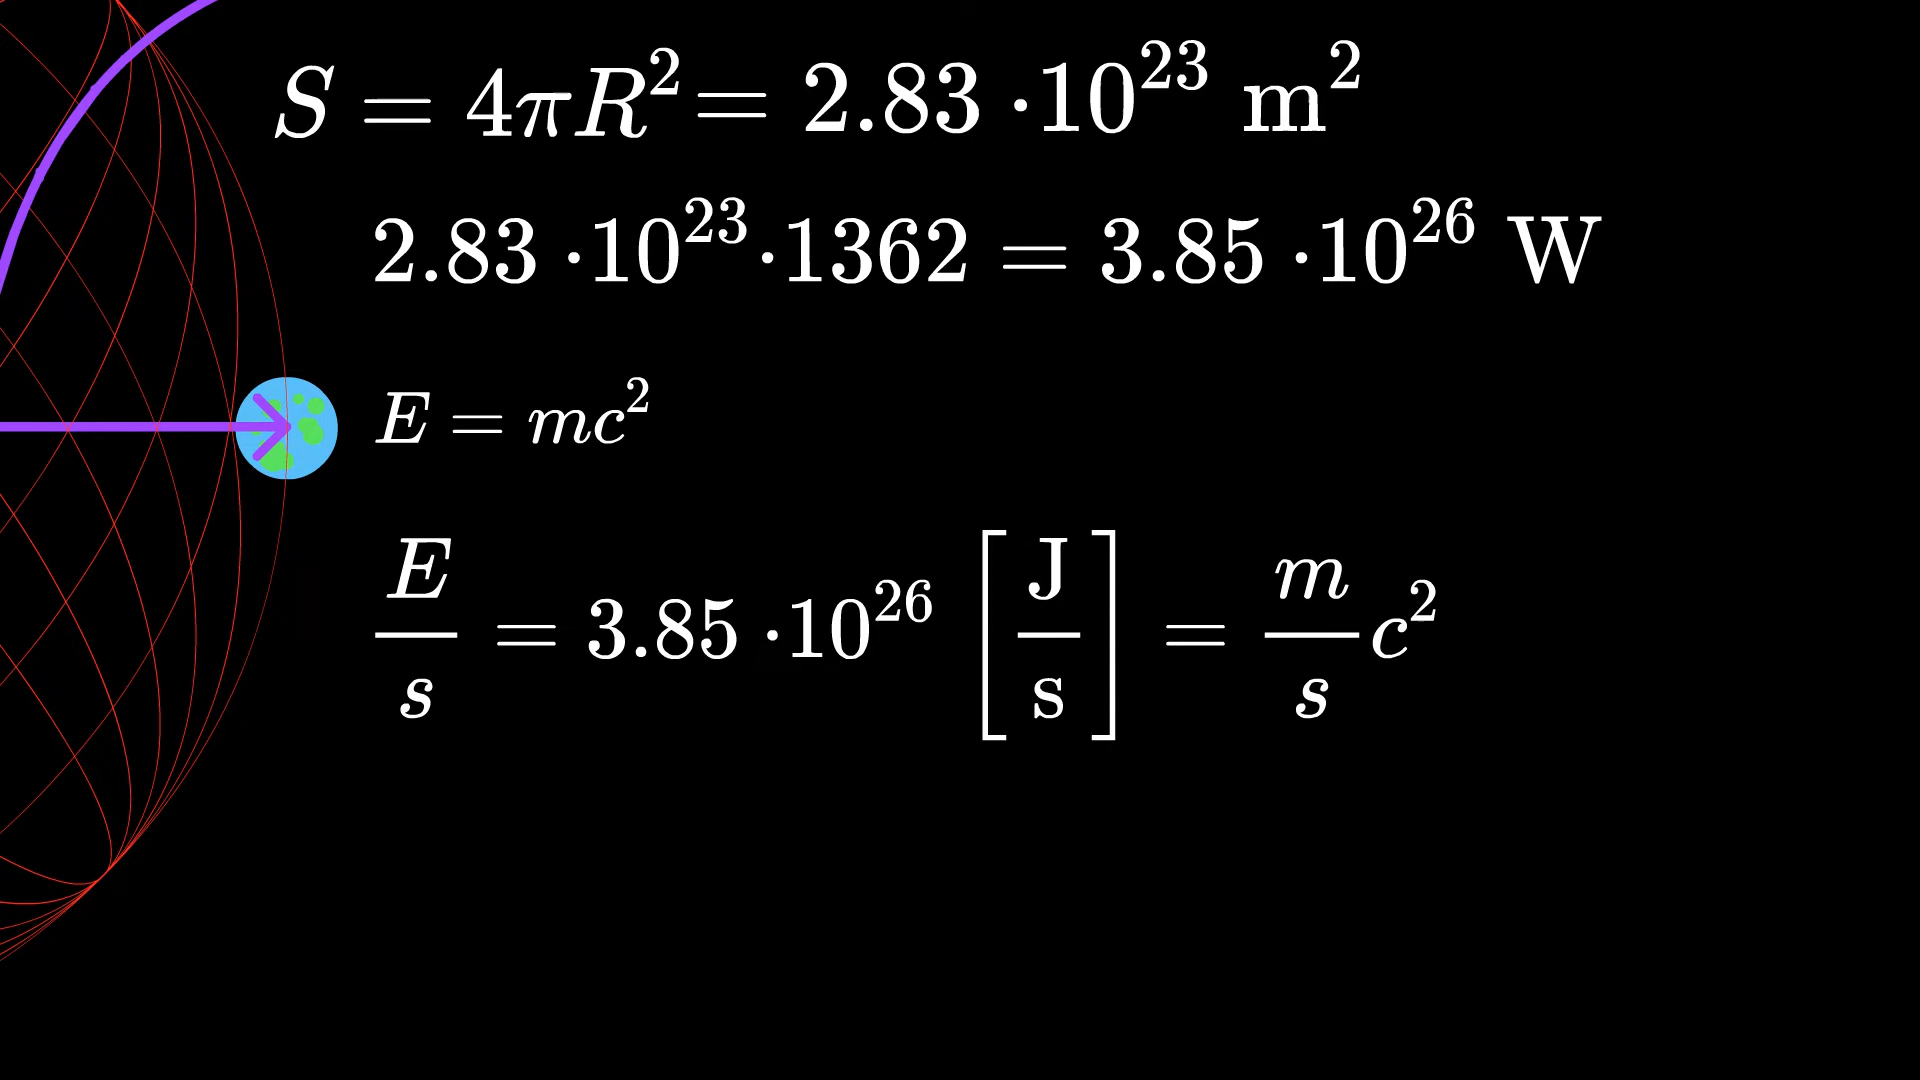 S = 4πR² = 2.83 · 10²³ m²
2.83 · 10²³ · 1362 = 3.85 · 10²⁶ W
E = mc²
E/s = 3.85 · 10²⁶ [J/s] = m/s c²